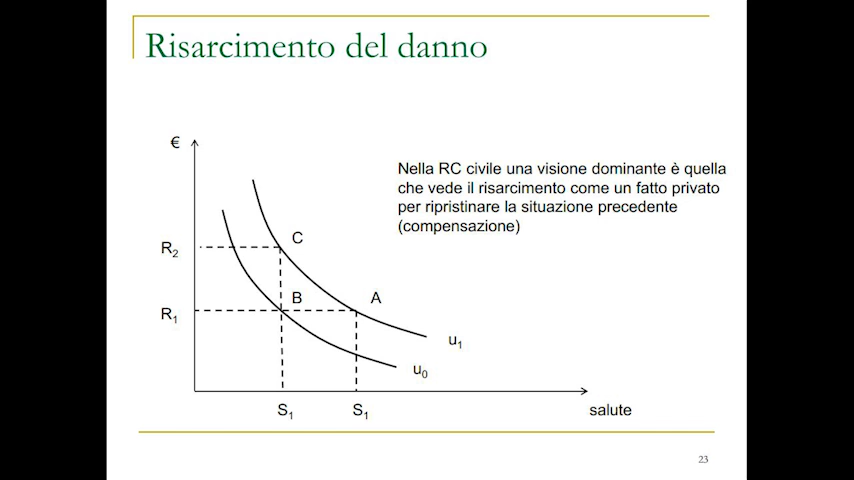 Risarcimento del danno
€
Nella RC civile una visione dominante è quella
che vede il risarcimento come un fatto privato
per ripristinare la situazione precedente
(compensazione)
C
R2
B
A
R1
u1
u0
S1
S1
salute
23